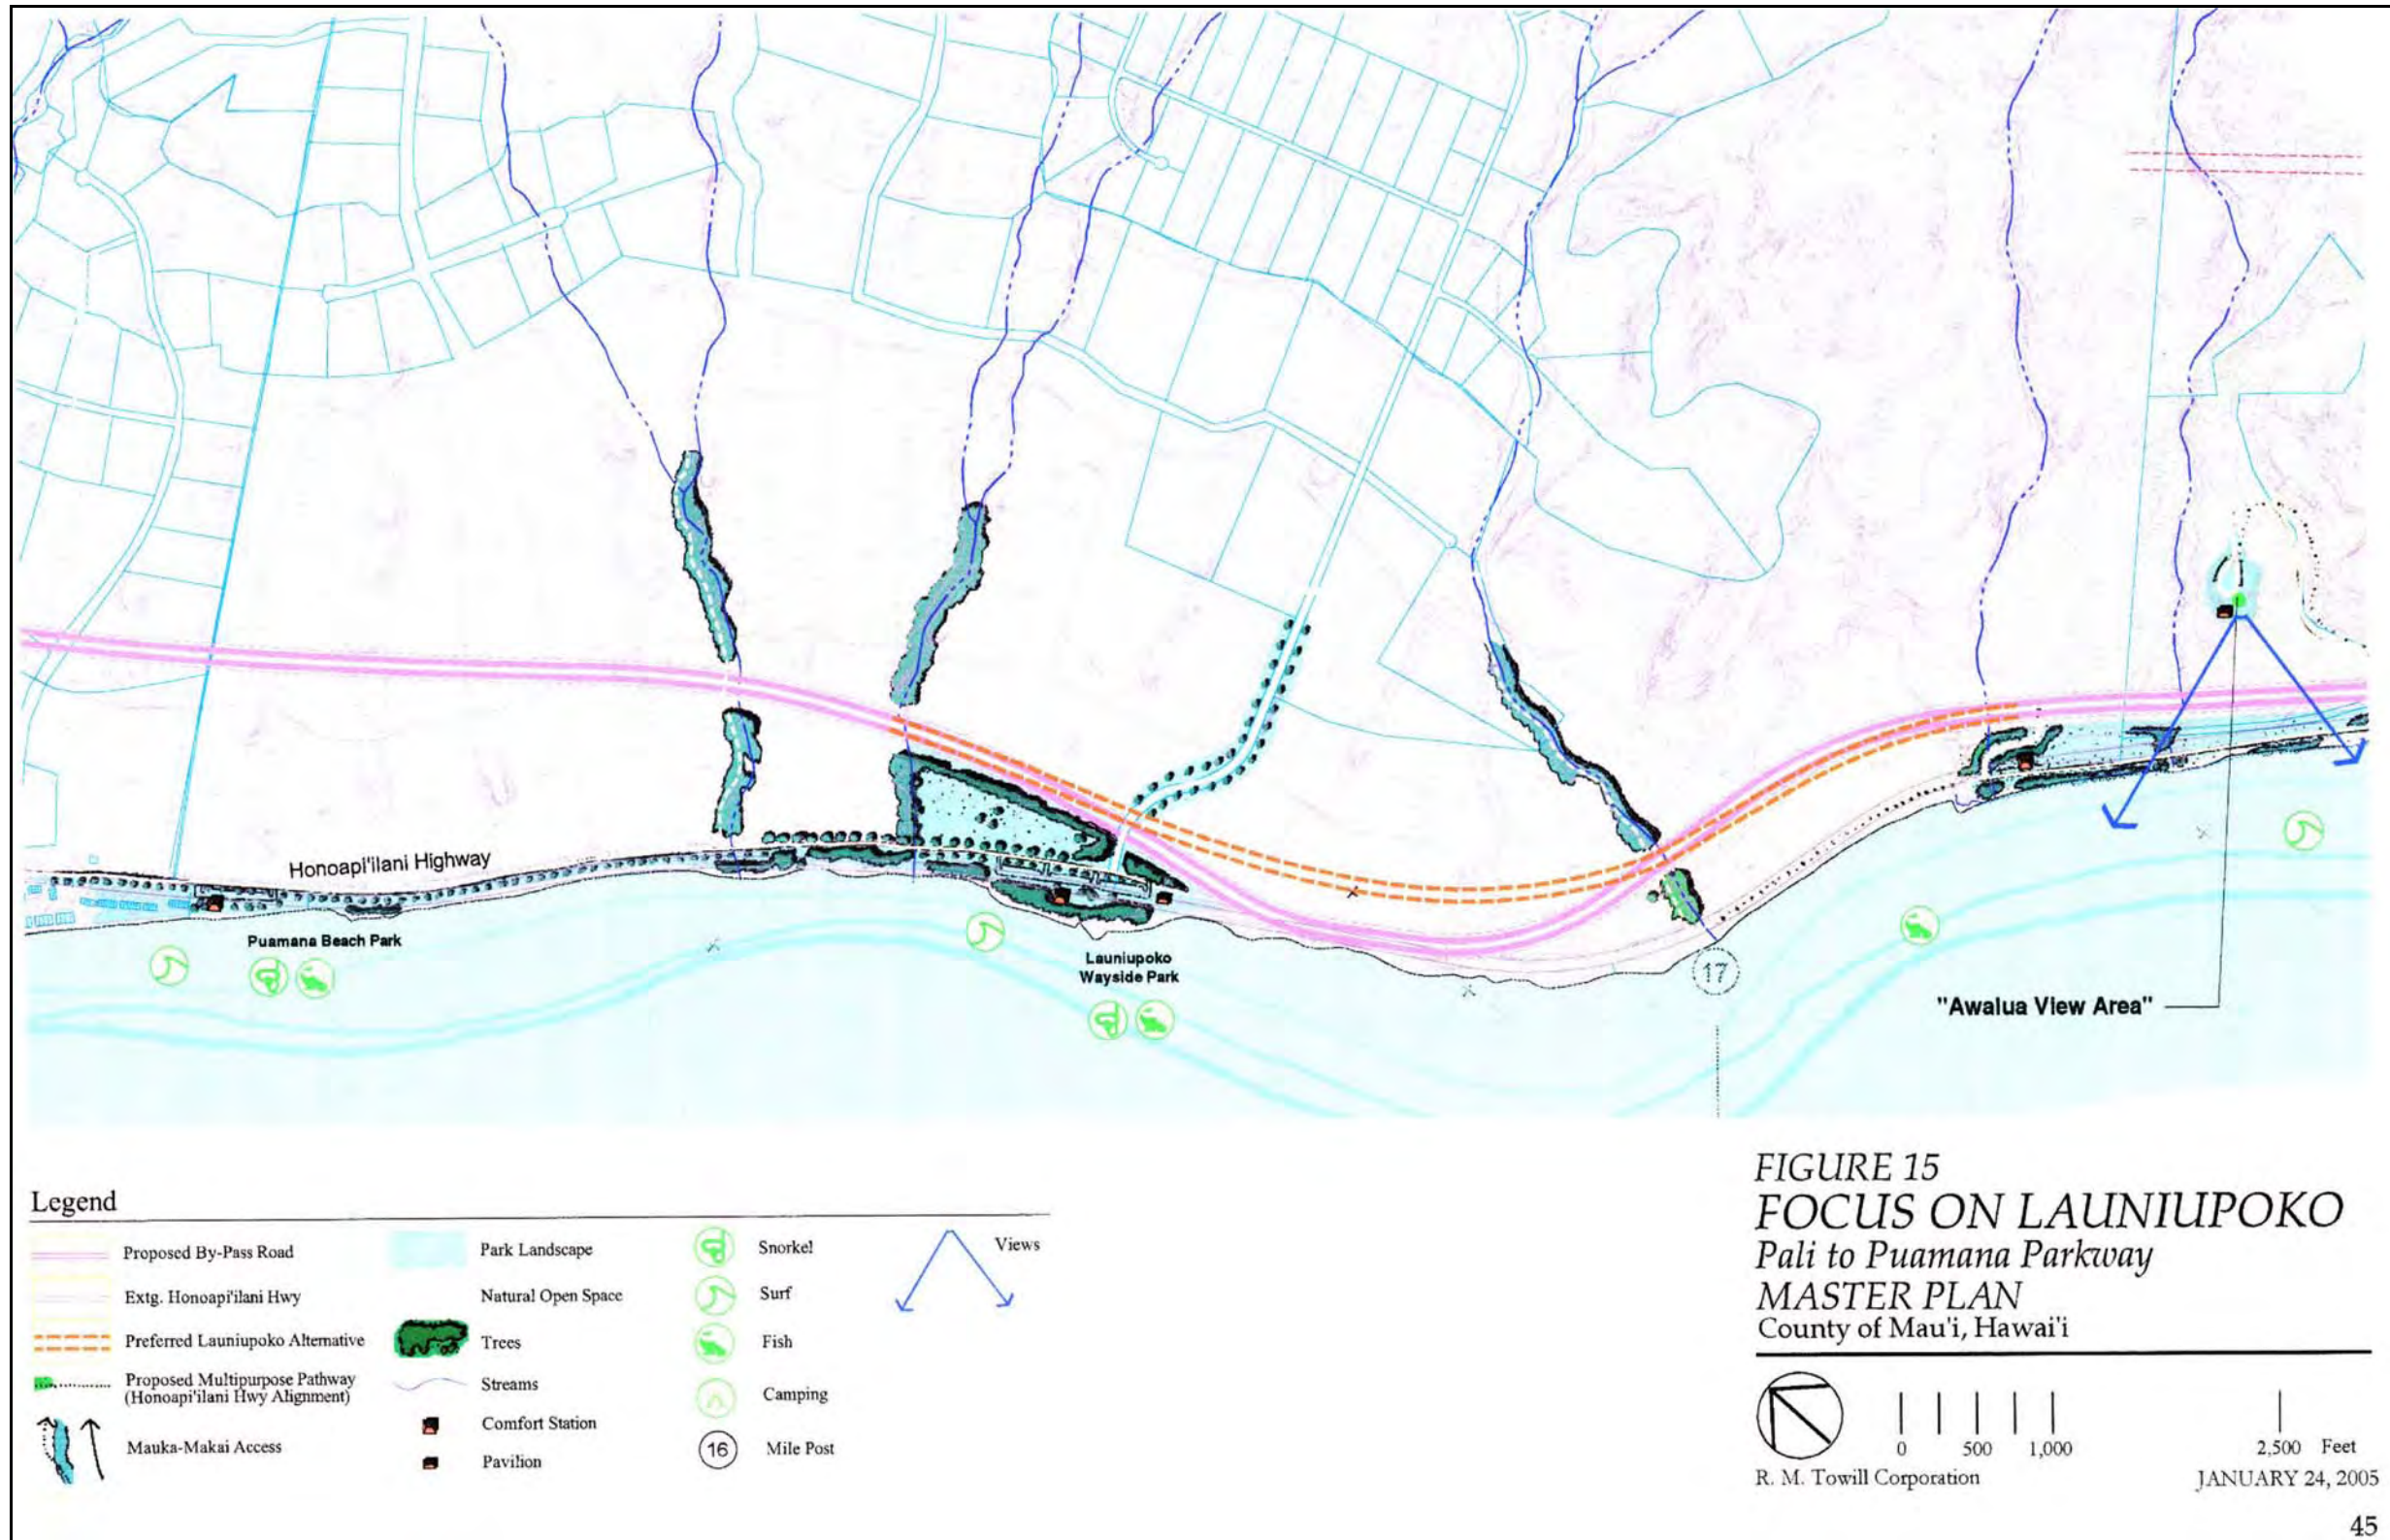 Honoapi'ilani Highway
Puamana Beach Park
Launiupoko
Wayside Park
17
"Awalua View Area"
Legend
Proposed By-Pass Road
Extg. Honoapi'ilani Hwy
Preferred Launiupoko Alternative
Proposed Multipurpose Pathway
(Honoapi'ilani Hwy Alignment)
Mauka-Makai Access
Park Landscape
Natural Open Space
Trees
Streams
Comfort Station
Pavilion
Snorkel
Surf
Fish
Camping
16
Mile Post
Views
FIGURE 15
FOCUS ON LAUNIUPOKO
Pali to Puamana Parkway
MASTER PLAN
County of Mau'i, Hawai'i
0 500 1,000 2,500 Feet
R. M. Towill Corporation
JANUARY 24, 2005
45